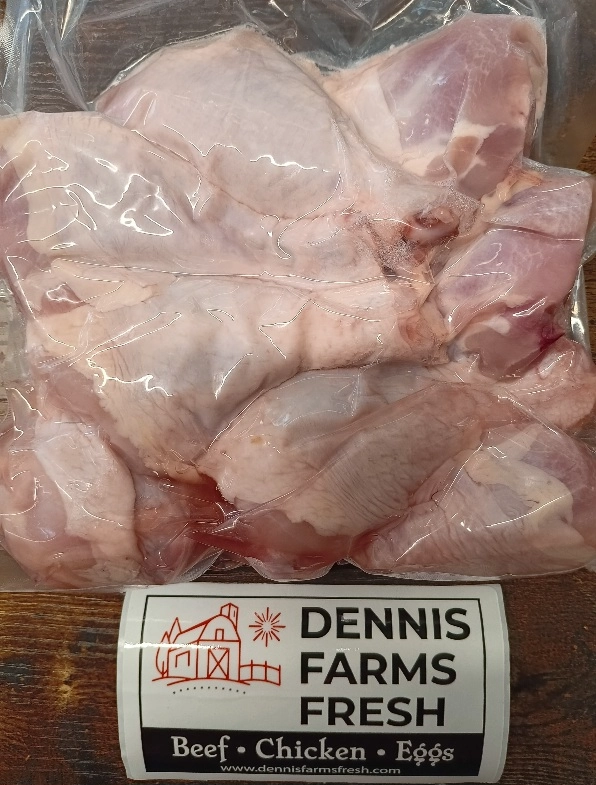 DENNIS
FARMS
FRESH
Beef • Chicken • Eggs
www.dennisfarmsfresh.com